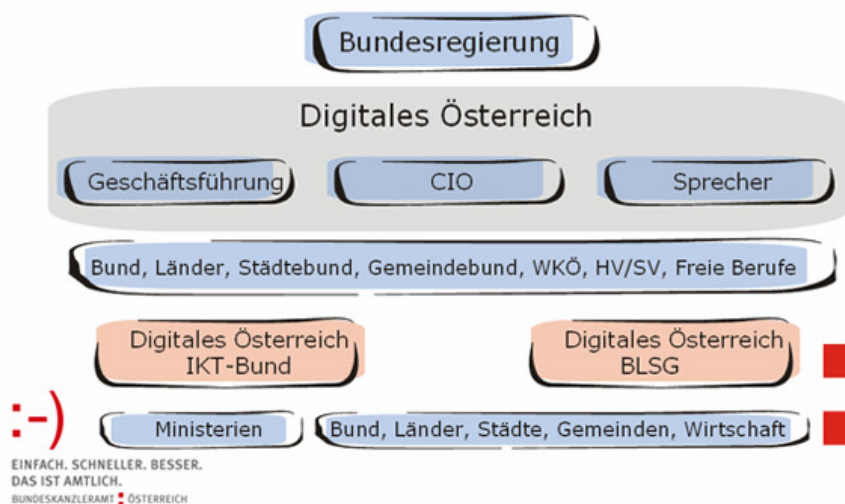 Bundesregierung
Digitales Österreich
Geschäftsführung
CIO
Sprecher
Bund, Länder, Städtebund, Gemeindebund, WKÖ, HV/SV, Freie Berufe
Digitales Österreich
IKT-Bund
Digitales Österreich
BLSG
:-)
Ministerien
Bund, Länder, Städte, Gemeinden, Wirtschaft
EINFACH. SCHNELLER. BESSER.
DAS IST AMTLICH.
BUNDESKANZLERAMT ÖSTERREICH